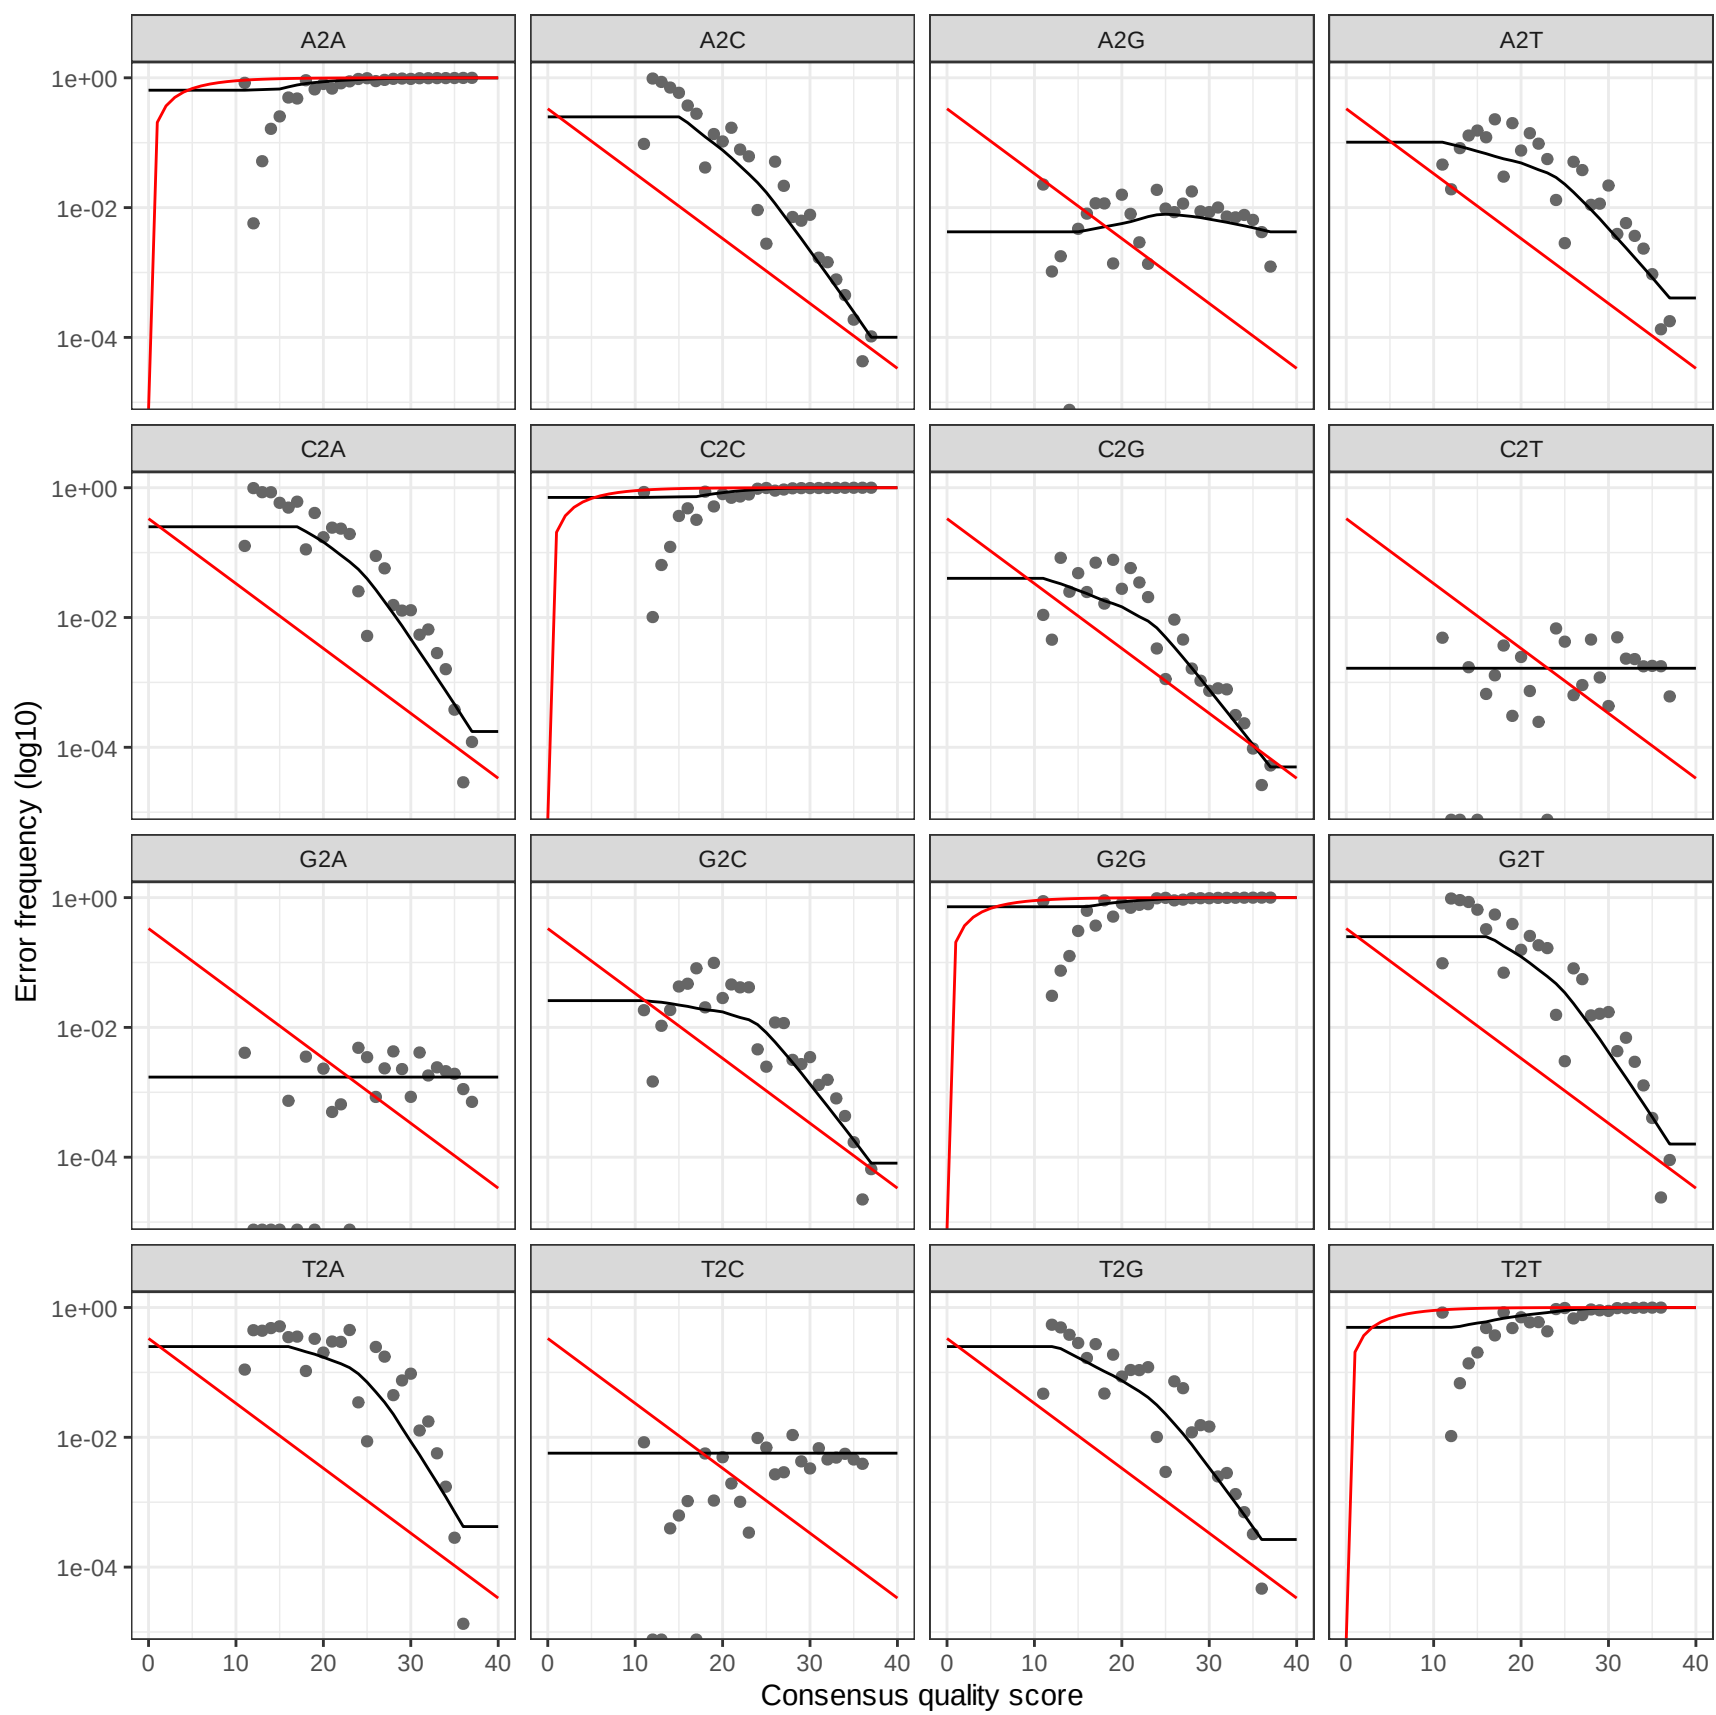 A2A A2C A2G A2T
1e+00
1e-02
1e-04
C2A C2C C2G C2T
1e+00
1e-02
1e-04
G2A G2C G2G G2T
1e+00
1e-02
1e-04
T2A T2C T2G T2T
1e+00
1e-02
1e-04
0 10 20 30 40 0 10 20 30 40 0 10 20 30 40 0 10 20 30 40
Consensus quality score
Error frequency (log10)